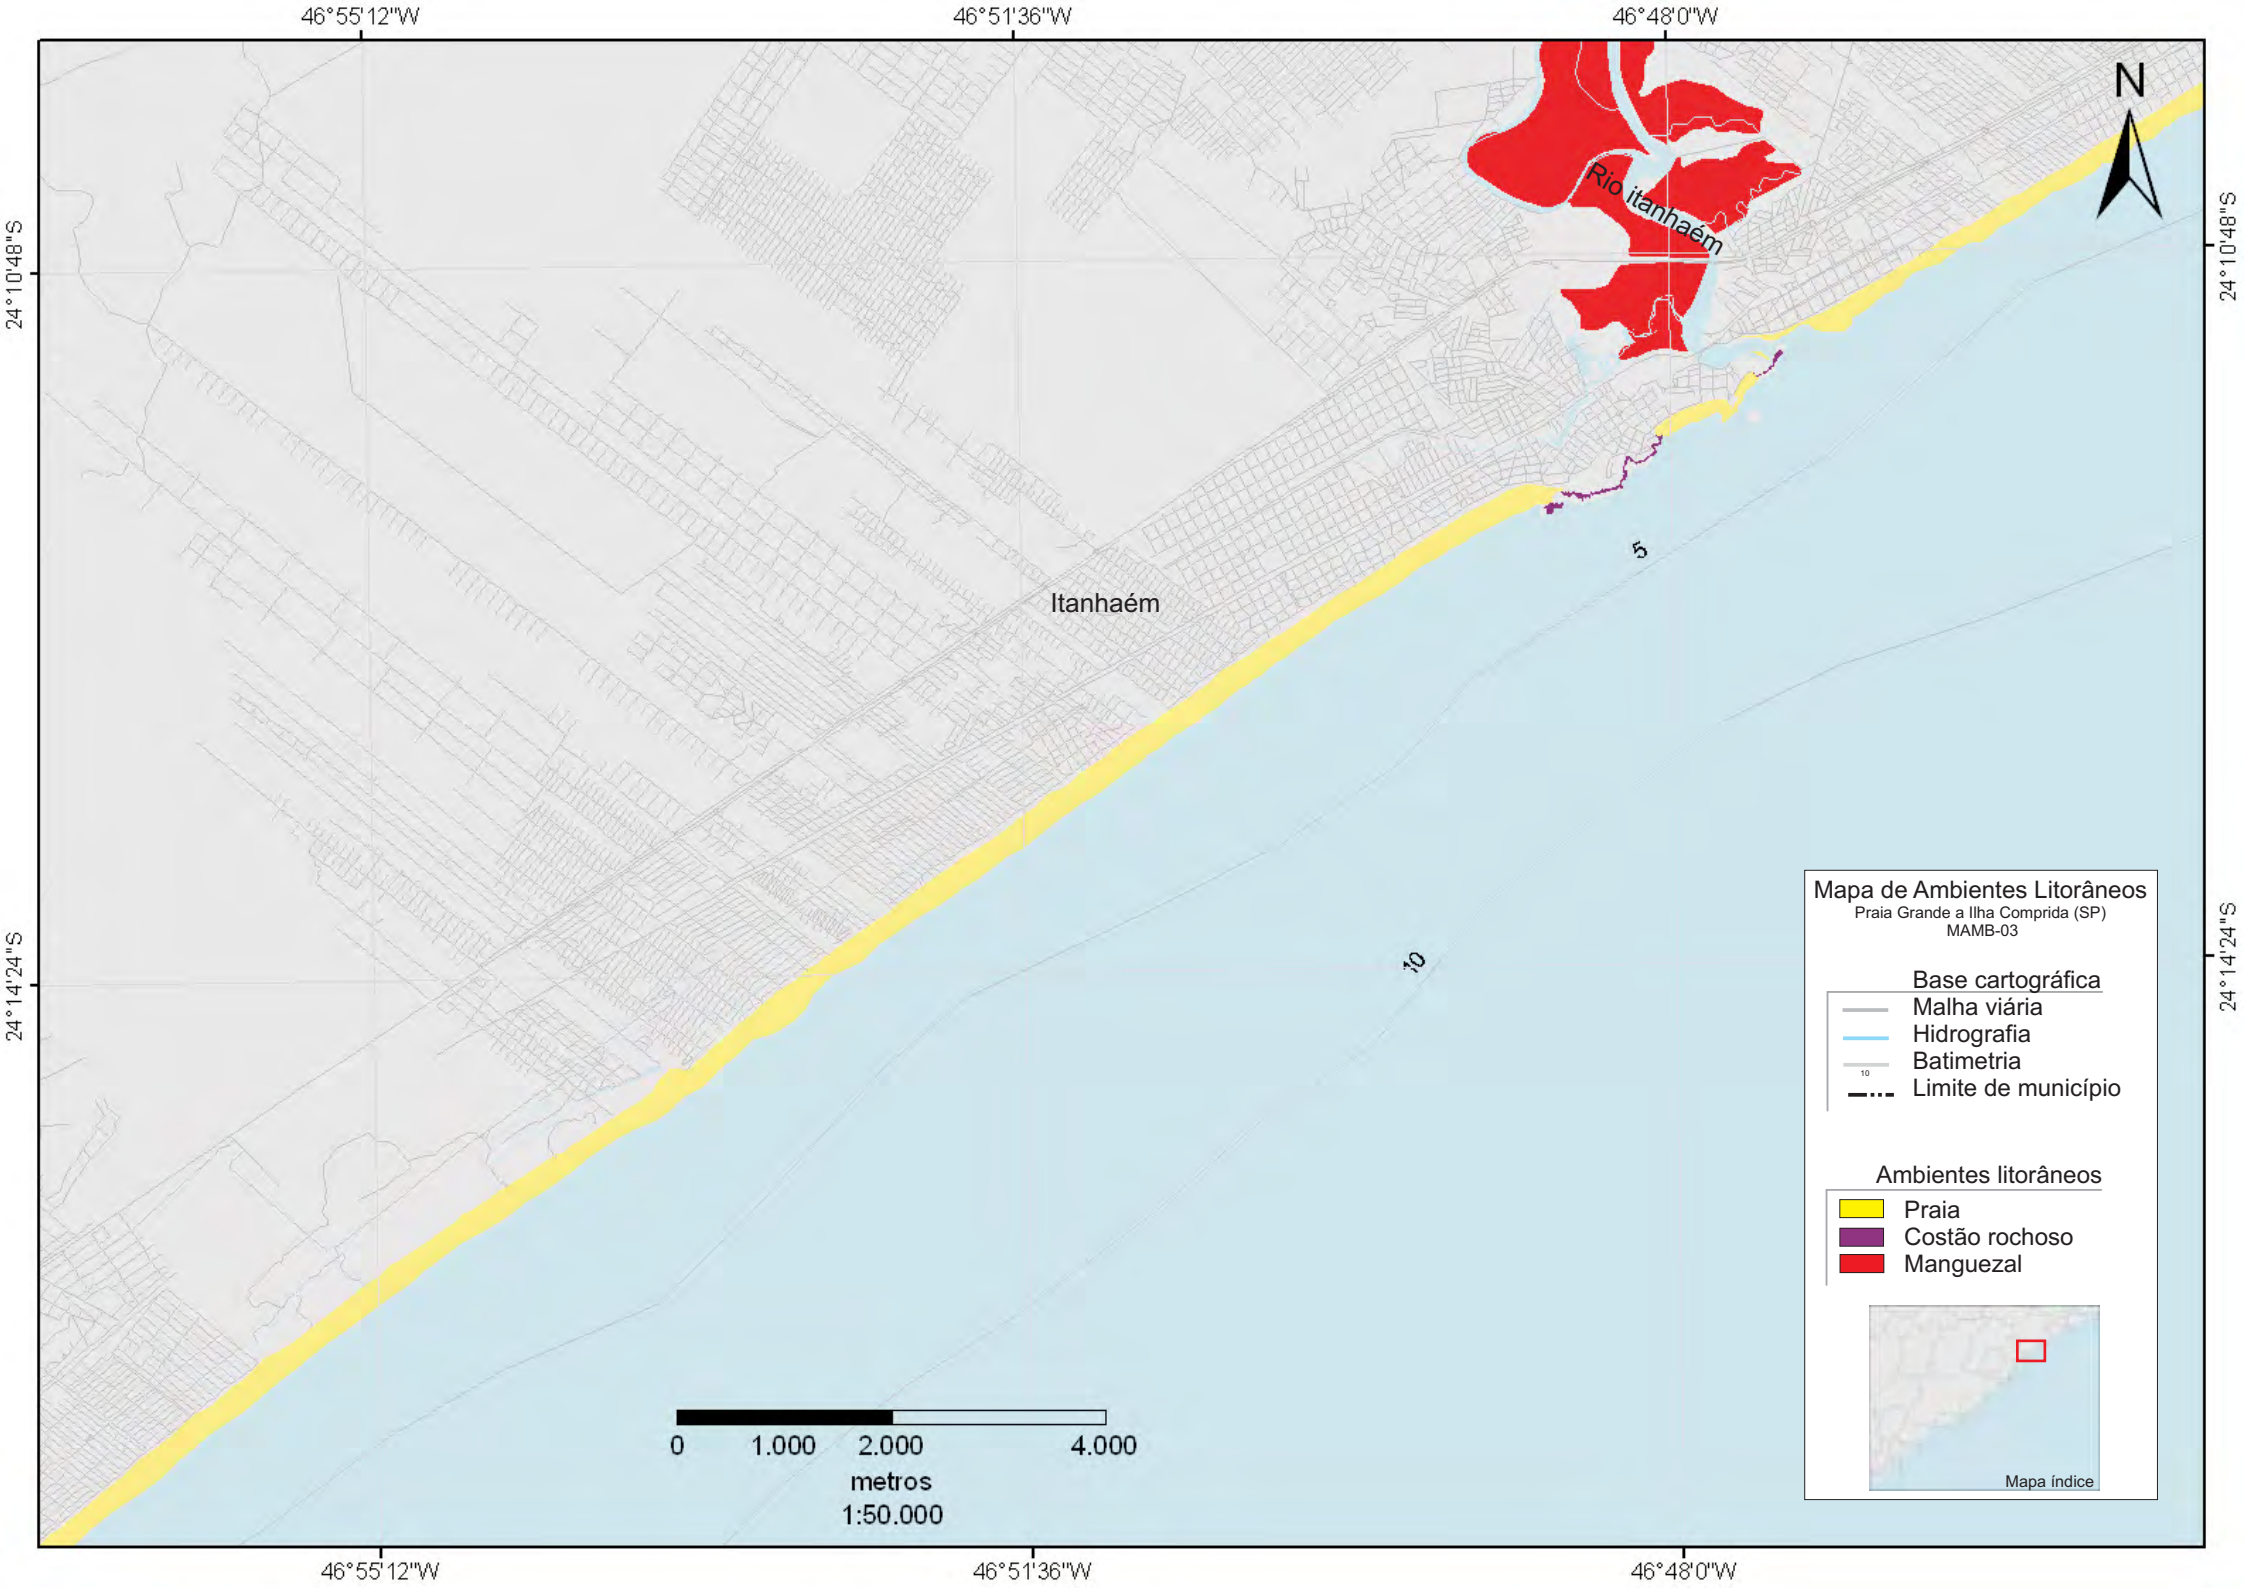 46°55'12"W
46°51'36"W
46°48'0"W
N
24°10'48"S
24°10'48"S
Rio itanhaém
5
Itanhaém
10
24°14'24"S
24°14'24"S
Mapa de Ambientes Litorâneos
Praia Grande a Ilha Comprida (SP)
MAMB-03
Base cartográfica
Malha viária
Hidrografia
Batimetria
10
Limite de município
Ambientes litorâneos
Praia
Costão rochoso
Manguezal
Mapa índice
0 1.000 2.000 4.000
metros
1:50.000
46°55'12"W
46°51'36"W
46°48'0"W